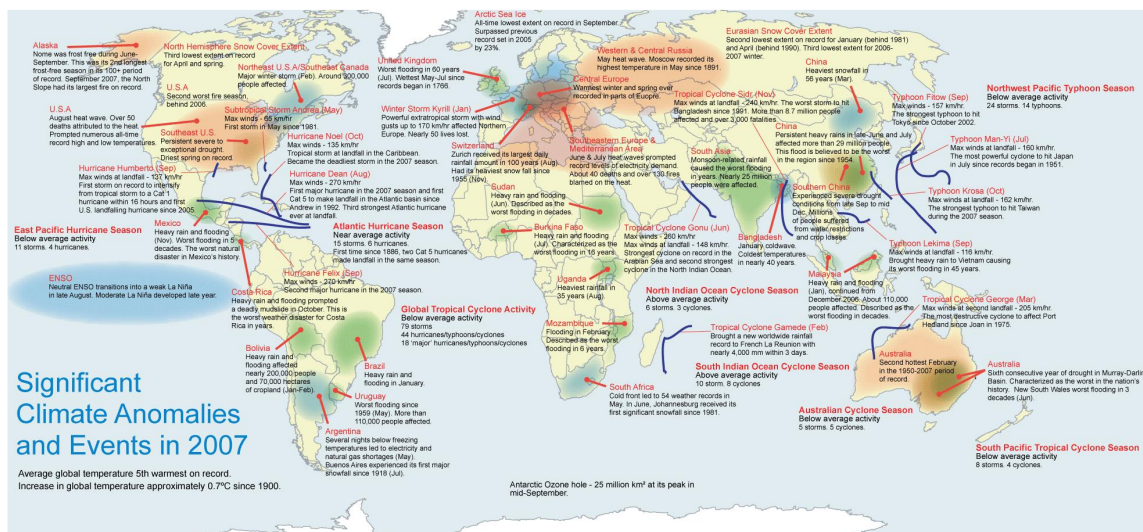 Arctic Sea Ice
All-time lowest extent on record in September.
Surpassed previous
record set in 2005
by 23%.
Eurasian Snow Cover Extent
Second lowest extent on record for January (behind 1981)
and April (behind 1990). Third lowest extent for 2006-
2007 winter.
Alaska
Nome was frost free during June-
September. This was its 2nd longest
frost-free season in its 100+ period
of record. September 2007, the North
Slope had its largest fire on record.
North Hemisphere Snow Cover Extent
Third lowest extent on record
for April and spring.
Northeast U.S.A/Southeast Canada
Major winter storm (Feb). Around 300,000
people affected.
United Kingdom
Worst flooding in 60 years
(Jul). Wettest May-Jul since
records began in 1766.
Western & Central Russia
May heat wave. Moscow recorded its
highest temperature in May since 1891.
Central Europe
Warmest winter and spring ever
recorded in parts of Euorpe.
China
Heaviest snowfall in
56 years (Mar).
U.S.A
Second worst fire season,
behind 2006.
U.S.A
August heat wave. Over 50
deaths attributed to the heat.
Prompted numerous all-time
record high and low temperatures.
Subtropical Storm Andrea (May)
Max winds - 65 km/hr
First storm in May since 1981.
Winter Storm Kyrill (Jan)
Powerful extratropical storm with wind
gusts up to 170 km/hr affected Northern
Europe. Nearly 50 lives lost.
Tropical Cyclone Sidr (Nov)
Max winds at landfall -240 km/hr. The worst storm to hit
Bangladesh since 1991. More then 8.7 million people
affected and over 3,000 fatalities
Typhoon Fitow (Sep)
Max winds - 157 km/hr.
The strongest typhoon to hit
Tokyo since October 2002.
Northwest Pacific Typhoon Season
Below average activity
24 storms. 14 typhoons.
Southeast U.S.
Persistent severe to
exceptional drought.
Driest spring on record.
Hurricane Noel (Oct)
Max winds - 135 km/hr
Tropical storm at landfall in the Caribbean.
Became the deadliest storm in the 2007 season.
Switzerland
Zurich received its largest daily
rainfall amount in 100 years (Aug).
Had its heaviest snow fall since
1955 (Nov).
Southeastern Europe &
Mediterranean Area
June & July heat waves prompted
record levels of electricity demand.
About 40 deaths and over 130 fires
blamed on the heat.
South Asia
Monsoon-related rainfall
caused the worst flooding
in years. Nearly 25 million
people were affected.
China
Persistent heavy rains in late-June and July
affected more than 29 million people.
This flood is believed to be the worst
in the region since 1954.
Typhoon Man-Yi (Jul)
Max winds at landfall - 160 km/hr.
The most powerful cyclone to hit Japan
in July since records began in 1951.
Hurricane Humberto (Sep)
Max winds at landfall - 137 km/hr
First storm on record to intensify
from tropical storm to a Cat 1
hurricane within 16 hours and first
U.S. landfalling hurricane since 2005.
Hurricane Dean (Aug)
Max winds - 270 km/hr
First major hurricane in the 2007 season and first
Cat 5 to make landfall in the Atlantic basin since
Andrew in 1992. Third strongest Atlantic hurricane
ever at landfall.
Sudan
Heavy rain and flooding
(Jun). Described as the
worst flooding in decades.
Southern China
Experienced severe drought
conditions from late Sep to mid
Dec. Millions
of people suffered
from water restrictions
and crop losses.
Typhoon Krosa (Oct)
Max winds at landfall - 162 km/hr.
The strongest typhoon to hit Taiwan
during the 2007 season.
East Pacific Hurricane Season
Below average activity
11 storms. 4 hurricanes.
Mexico
Heavy rain and flooding
(Nov). Worst flooding in 5
decades. The worst natural
disaster in Mexico's history.
Atlantic Hurricane Season
Near average activity
15 storms. 6 hurricanes.
First time since 1886, two Cat 5 hurricanes
made landfall in the same season.
Burkina Faso
Heavy rain and flooding
(Jul). Characterized as the
worst flooding in 16 years.
Tropical Cyclone Gonu (Jun)
Max winds - 260 km/hr
Max winds at landfall - 148 km/hr.
Strongest cyclone on record in the
Arabian Sea and second strongest
cyclone in the North Indian Ocean.
Bangladesh
January coldwave.
Coldest temperatures
in nearly 40 years.
Typhoon Lekima (Sep)
Max winds at landfall - 116 km/hr.
Brought heavy rain to Vietnam causing
its worst flooding in 45 years.
ENSO
Neutral ENSO transitions into a weak La Niña
in late August. Moderate La Niña developed late year.
Hurricane Felix (Sep)
Max winds - 270 km/hr
Second major hurricane in the 2007 season.
Uganda
Heaviest rainfall in
35 years (Aug).
Malaysia
Heavy rain and flooding
(Jan), continued from
December 2006. About 110,000
people affected. Described as the
worst flooding in decades.
Costa Rica
Heavy rain and flooding prompted
a deadly mudslide in October. This is
the worst weather disaster for Costa
Rica in years.
Global Tropical Cyclone Activity
Below average activity
79 storms
44 hurricanes/typhoons/cyclones
18 'major' hurricanes/typhoons/cyclones
North Indian Ocean Cyclone Season
Above average activity
6 storms. 3 cyclones.
Tropical Cyclone George (Mar)
Max winds at second landfall - 205 km/hr.
The most destructive cyclone to affect Port
Hedland since Joan in 1975.
Mozambique
Flooding in February.
Described as the worst
flooding in 6 years.
Tropical Cyclone Gamede (Feb)
Brought a new worldwide rainfall
record to French La Reunion with
nearly 4,000 mm within 3 days.
Bolivia
Heavy rain and
flooding affected
nearly 200,000 people
and 70,000 hectares
of cropland (Jan-Feb).
Brazil
Heavy rain and
flooding in January.
South Indian Ocean Cyclone Season
Above average activity
10 storm. 8 cyclones
Australia
Second hottest February
in the 1950-2007 period
of record.
Australia
Sixth consecutive year of drought in Murray-Darlin
Basin. Characterized as the worst in the nation's
history. New South Wales worst flooding in 3
decades (Jun).
Significant
Climate Anomalies
and Events in 2007
Uruguay
Worst flooding since
1959 (May). More than
110,000 people affected.
South Africa
Cold front led to 54 weather records in
May. In June, Johannesburg received its
first significant snowfall since 1981.
Australian Cyclone Season
Below average activity
5 storms. 5 cyclones.
Argentina
Several nights below freezing
temperatures led to electricity and
natural gas shortages (May).
Buenos Aires experienced its first major
snowfall since 1918 (Jul).
South Pacific Tropical Cyclone Season
Below average activity
8 storms. 4 cyclones.
Average global temperature 5th warmest on record.
Increase in global temperature approximately 0.7ºC since 1900.
Antarctic Ozone hole - 25 million km² at its peak in
mid-September.